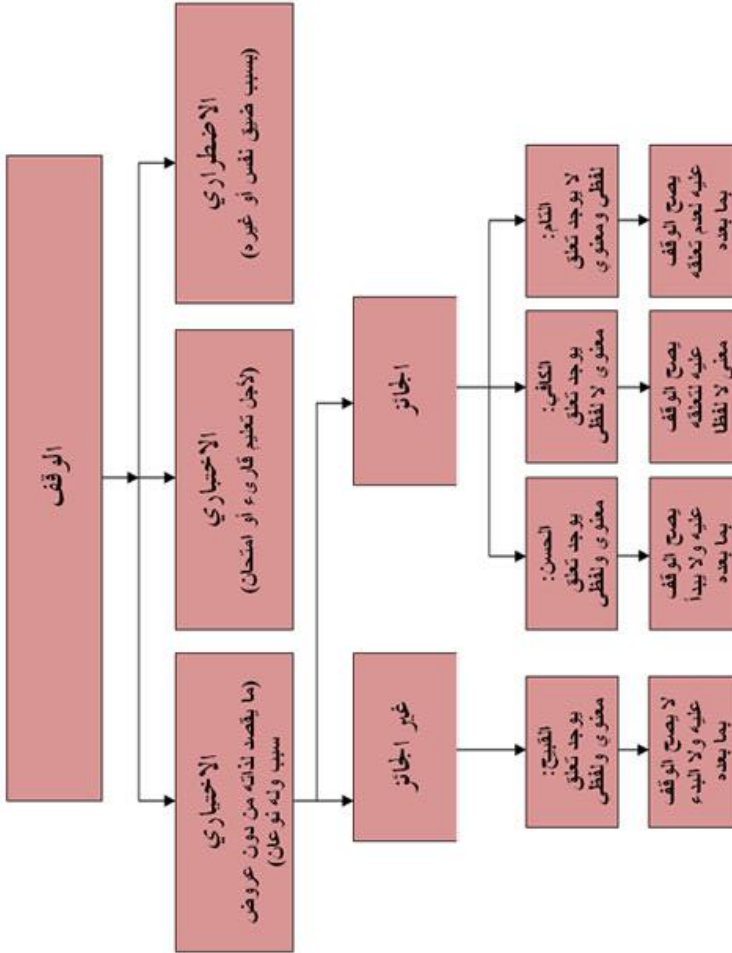 الوقف
الاضطراري
(بسبب ضيق نفس او غيره)
الاختباري
(لأجل تعليم قارىء أو امتحان)
الاختياري
(ما يقصد لذاته من دون عروض
سبب وله نوعان)
الجائز
غير الجائز
التام:
لا يوجد تعلق
لفظي ومعنوي
الكافي:
يوجد تعلق
معنوي لا لفظي
الحسن:
يوجد تعلق
معنوي ولفظي
القبيح:
يوجد تعلق
معنوي ولفظي
يصح الوقف
عليه لعدم تعلقه
بما بعده
يصح الوقف
عليه لتعلقه
معنى لا لفظا
يصح الوقف
عليه ولا يبدأ
بما بعده
لا يصح الوقف
عليه ولا البدء
بما بعده